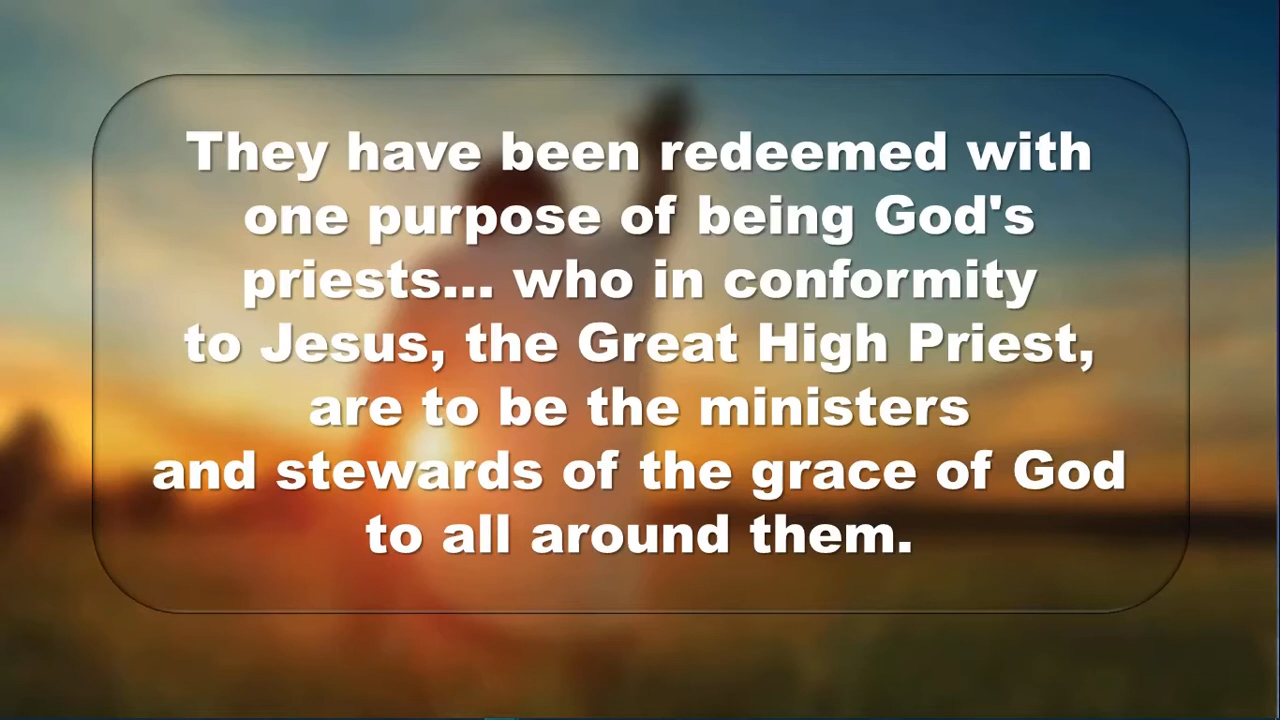 They have been redeemed with
one purpose of being God's
priests... who in conformity
to Jesus, the Great High Priest,
are to be the ministers
and stewards of the grace of God
to all around them.